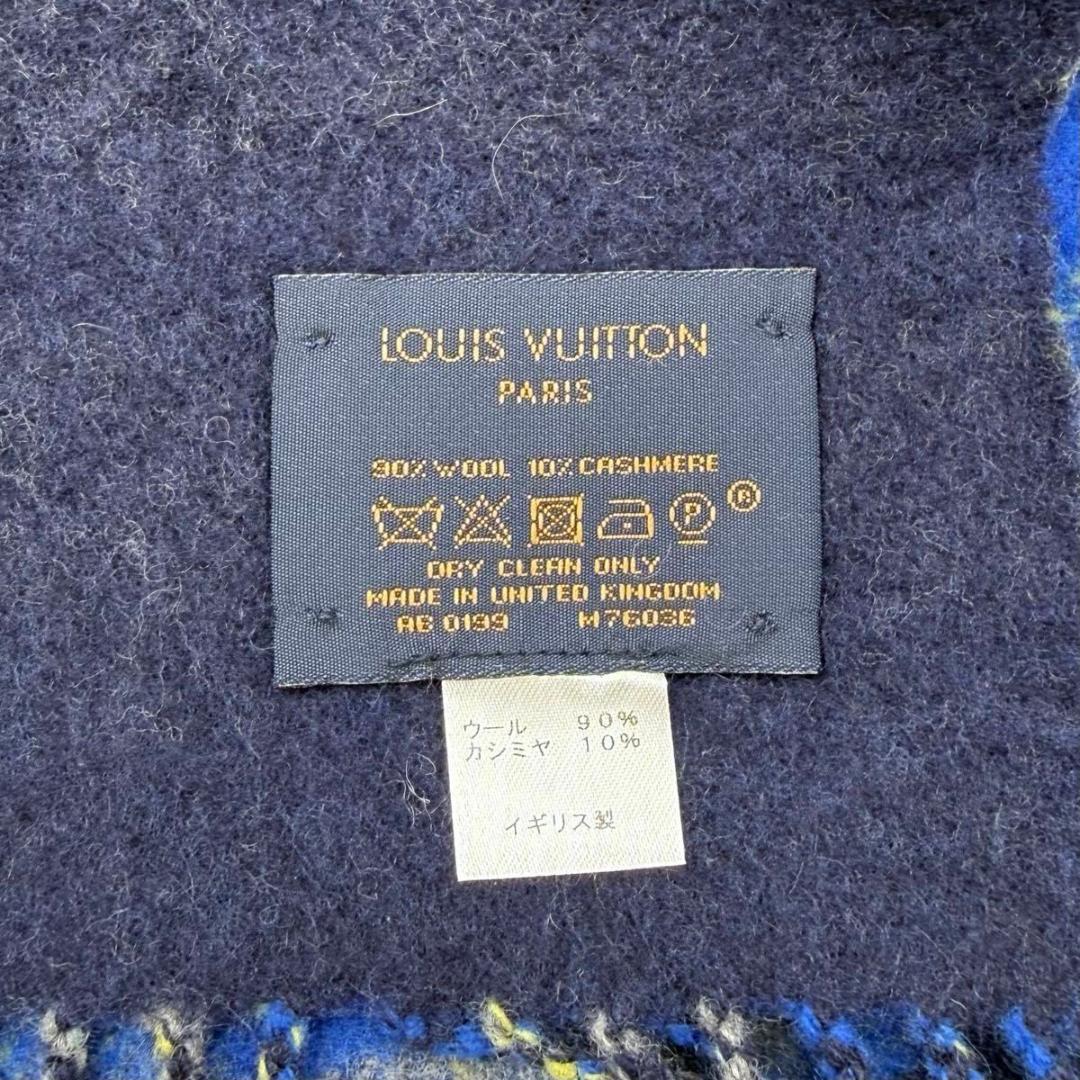 LOUIS VUITTON
PARIS
90% WOOL 10% CASHMERE
P ®
DRY CLEAN ONLY
MADE IN UNITED KINGDOM
AE 0199 M76036
ウール 90%
カシミヤ 10%
イギリス製